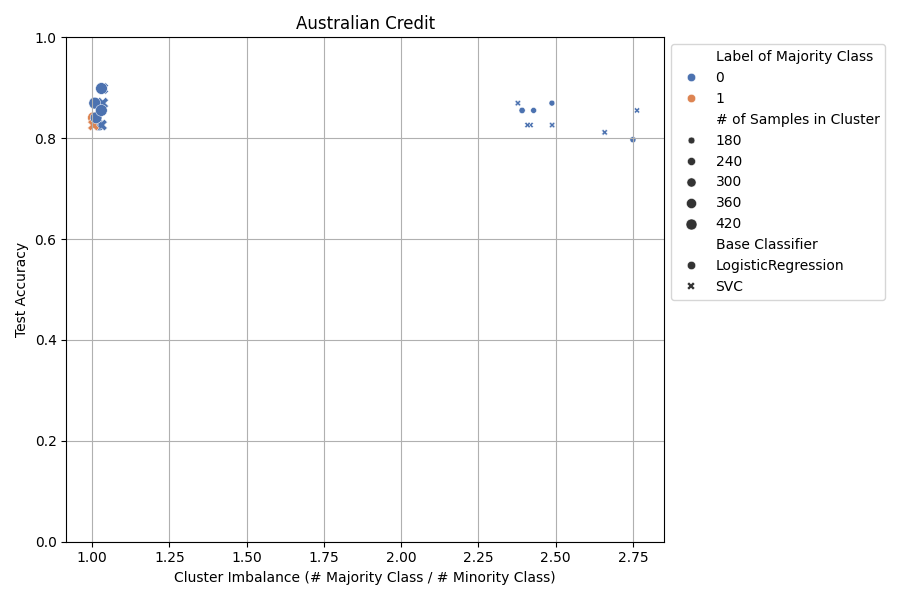 Australian Credit
1.0
0.8
0.6
0.4
0.2
0.0
Test Accuracy
1.00 1.25 1.50 1.75 2.00 2.25 2.50 2.75
Cluster Imbalance (# Majority Class / # Minority Class)
Label of Majority Class
0
1
# of Samples in Cluster
180
240
300
360
420
Base Classifier
LogisticRegression
SVC